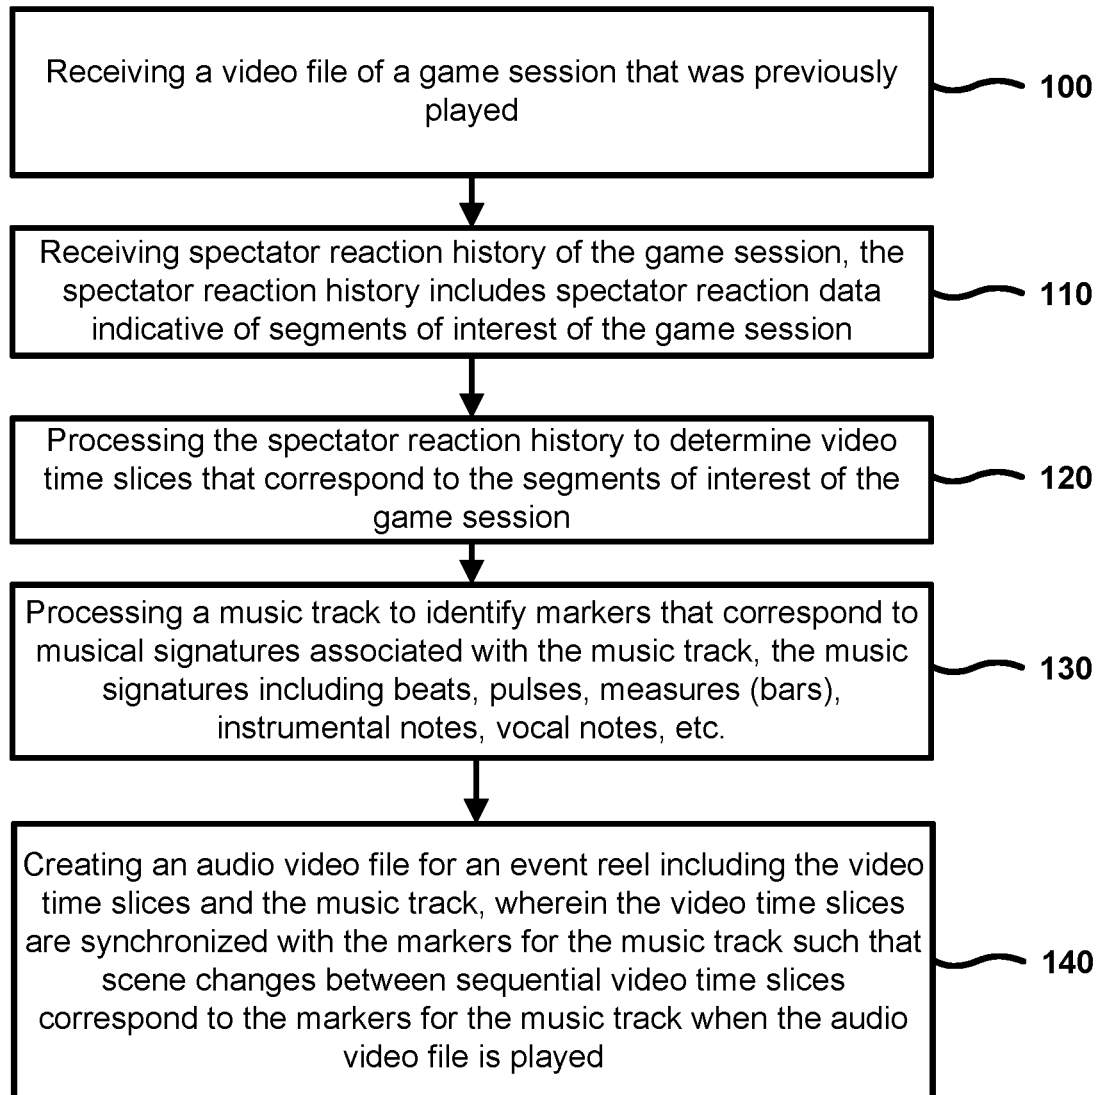 Receiving a video file of a game session that was previously
played
100
Receiving spectator reaction history of the game session, the
spectator reaction history includes spectator reaction data
indicative of segments of interest of the game session
110
Processing the spectator reaction history to determine video
time slices that correspond to the segments of interest of the
game session
120
Processing a music track to identify markers that correspond to
musical signatures associated with the music track, the music
signatures including beats, pulses, measures (bars),
instrumental notes, vocal notes, etc.
130
Creating an audio video file for an event reel including the video
time slices and the music track, wherein the video time slices
are synchronized with the markers for the music track such that
scene changes between sequential video time slices
correspond to the markers for the music track when the audio
video file is played
140